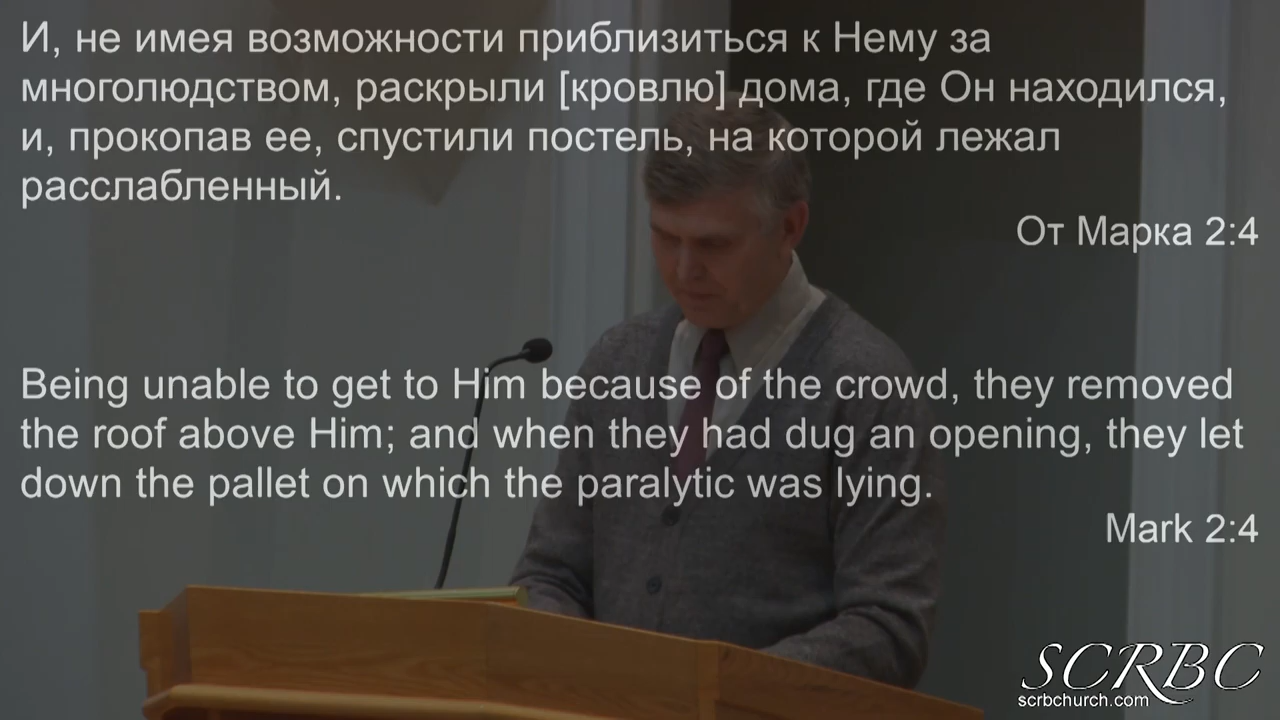 И, не имея возможности приблизиться к Нему за
многолюдством, раскрыли [кровлю] дома, где Он находился,
и, прокопав ее, спустили постель, на которой лежал
расслабленный.
От Марка 2:4
Being unable to get to Him because of the crowd, they removed
the roof above Him; and when they had dug an opening, they let
down the pallet on which the paralytic was lying.
Mark 2:4
SCRBC
scrbchurch.com